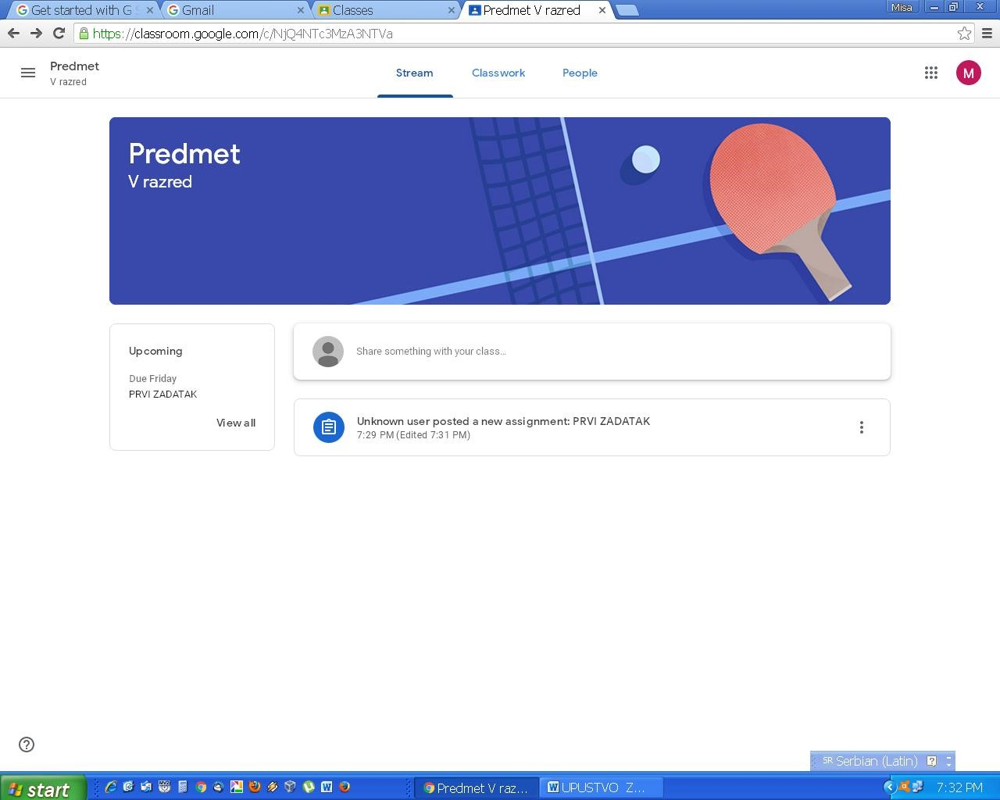 Get started with G S
Gmail
Classes
Predmet V razred
Misa
https://classroom.google.com/c/NjQ4NTc3MzA3NTVa
Predmet
V razred
Stream
Classwork
People
M
Predmet
V razred
Upcoming
Due Friday
PRVI ZADATAK
View all
Share something with your class...
Unknown user posted a new assignment: PRVI ZADATAK
7:29 PM (Edited 7:31 PM)
SR Serbian (Latin)
start
Predmet V raz...
UPUSTVO Z...
7:32 PM